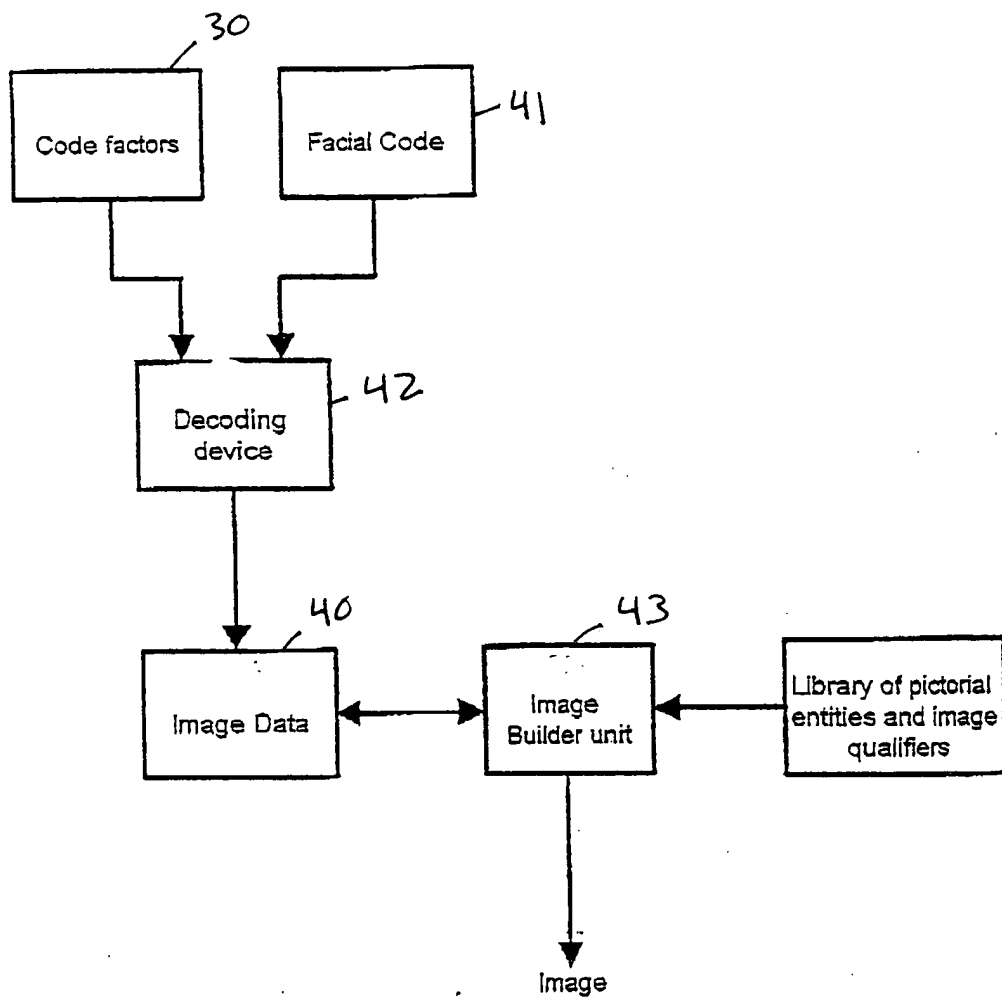 30
41
Code factors
Facial Code
42
Decoding
device
40
43
Image Data
Image
Builder unit
Library of pictorial
entities and image
qualifiers
Image